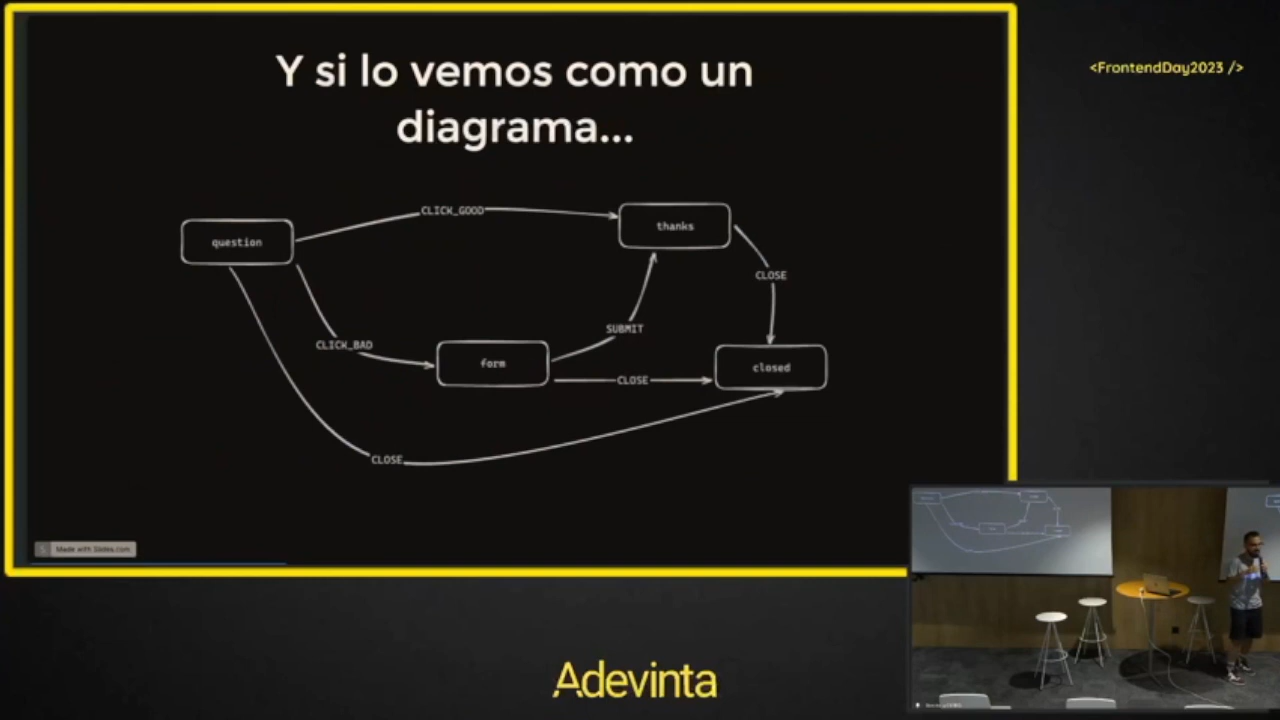 Y si lo vemos como un
diagrama...
<FrontendDay2023 />
CLICK_GOOD
thanks
question
CLOSE
SUBMIT
CLICK_BAD
form
closed
CLOSE
CLOSE
Made with Slides.com
Adevinta